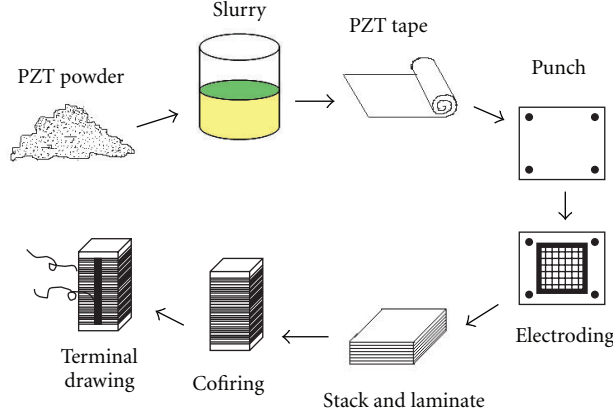 PZT powder
Slurry
PZT tape
Punch
Electroding
Stack and laminate
Cofiring
Terminal
drawing